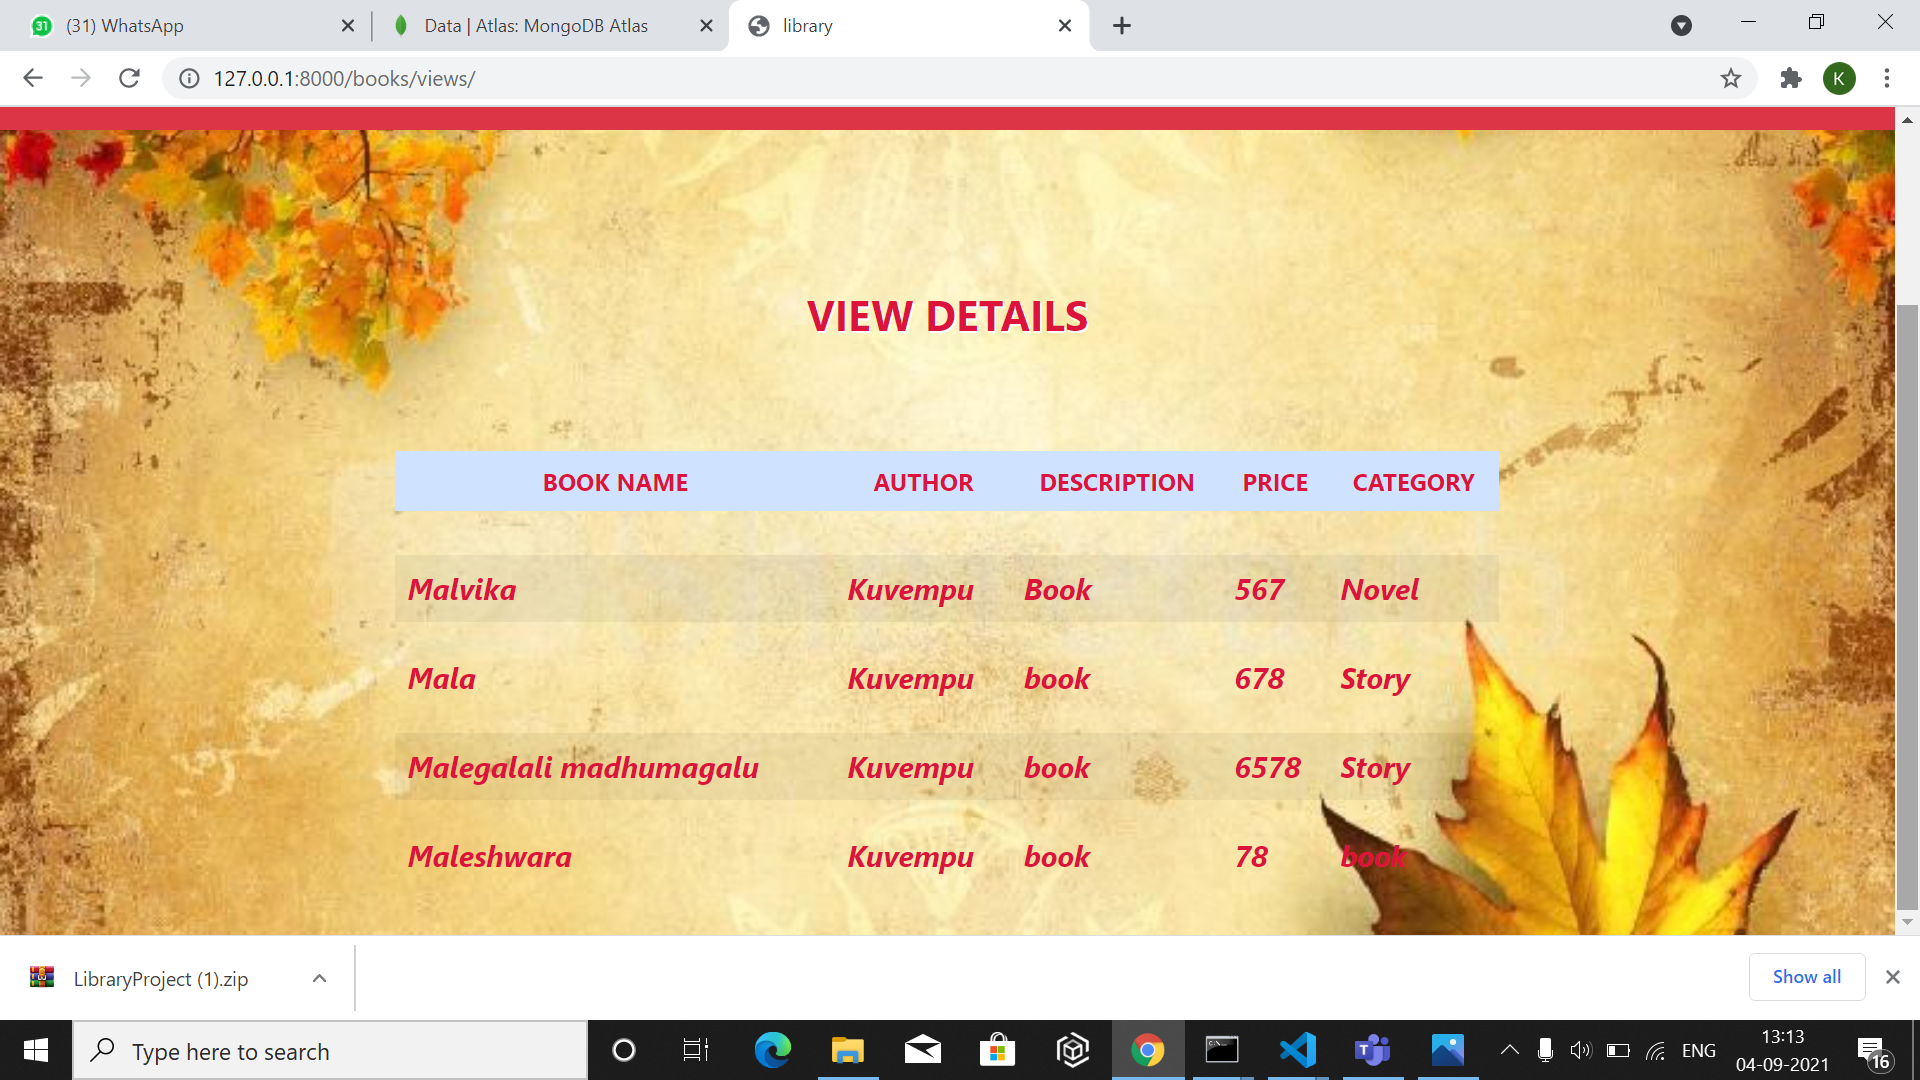 31 (31) WhatsApp Data | Atlas: MongoDB Atlas library
127.0.0.1:8000/books/views/ K
VIEW DETAILS
BOOK NAME AUTHOR DESCRIPTION PRICE CATEGORY
Malvika Kuvempu Book 567 Novel
Mala Kuvempu book 678 Story
Malegalali madhumagalu Kuvempu book 6578 Story
Maleshwara Kuvempu book 78 book
LibraryProject (1).zip Show all
Type here to search ENG 13:13
04-09-2021 16